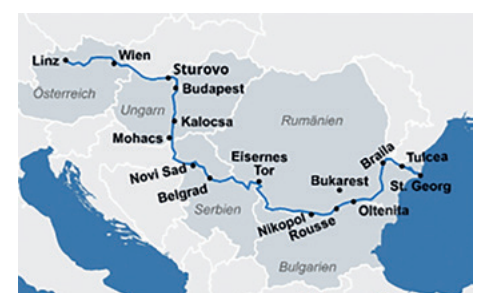 Linz
Wien
Sturovo
Budapest
Österreich
Ungarn
Kalocsa
Rumänien
Mohacs
Novi Sad
Eisernes
Tor
Braila
Tulcea
Belgrad
Bukarest
St. Georg
Serbien
Nikopol
Rousse
Oltenita
Bulgarien